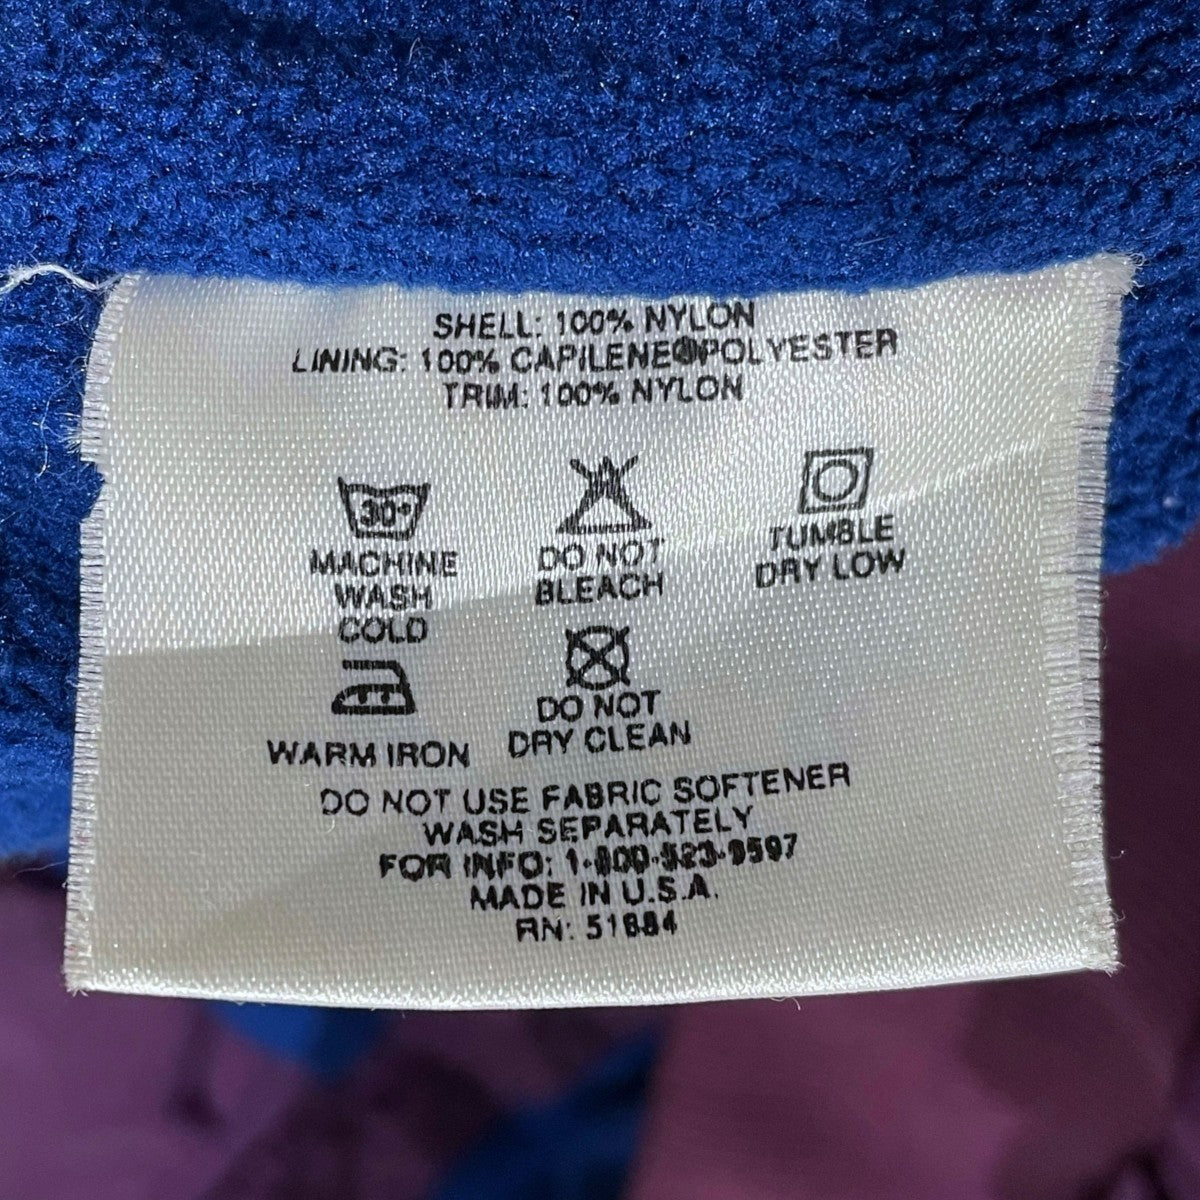 SHELL: 100% NYLON
LINING: 100% CAPILENE®POLYESTER
TRIM: 100% NYLON
30°
MACHINE
WASH
COLD
DO NOT
BLEACH
TUMBLE
DRY LOW
WARM IRON
DO NOT
DRY CLEAN
DO NOT USE FABRIC SOFTENER
WASH SEPARATELY
FOR INFO: 1-800-523-9597
MADE IN U.S.A.
RN: 51884